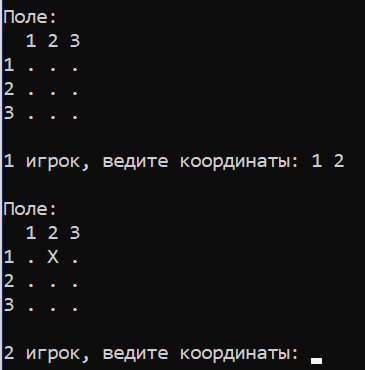 Поле:
  1 2 3
1 . . .
2 . . .
3 . . .
1 игрок, ведите координаты: 1 2
Поле:
  1 2 3
1 . X .
2 . . .
3 . . .
2 игрок, ведите координаты: